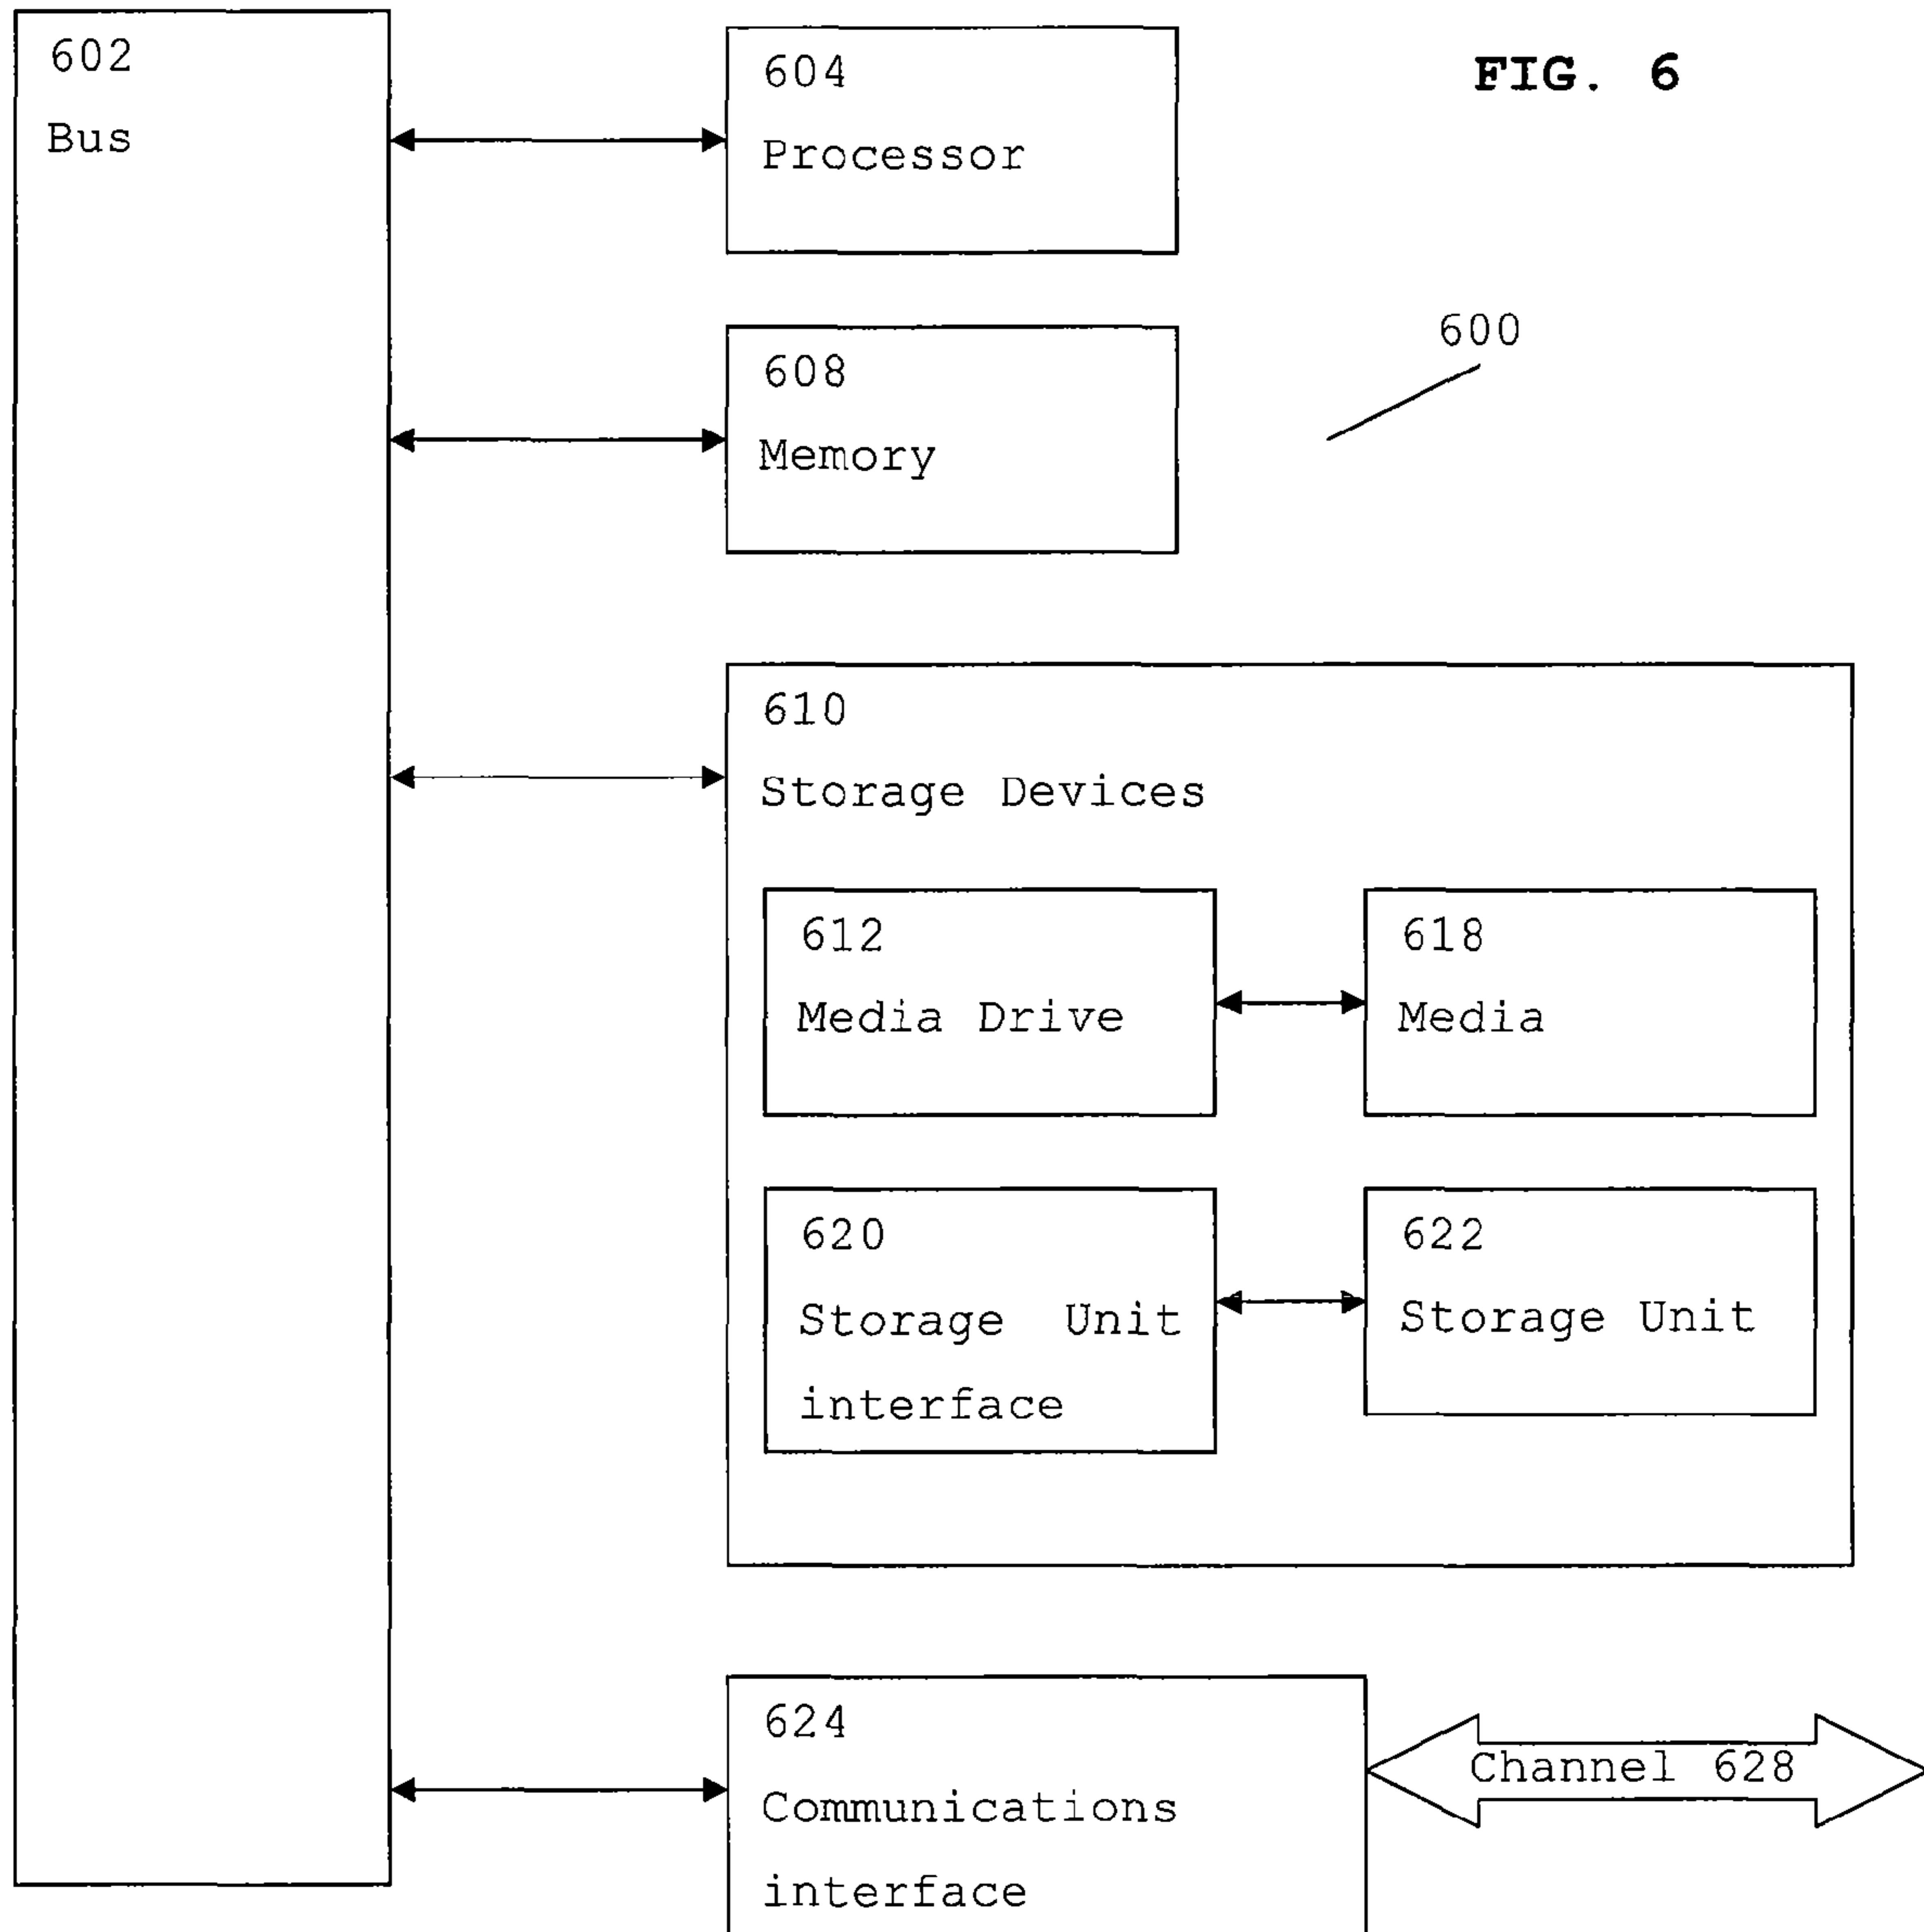 602
Bus
604
Processor
FIG. 6
600
608
Memory
610
Storage Devices
612
Media Drive
618
Media
620
Storage Unit
interface
622
Storage Unit
624
Communications
interface
Channel 628